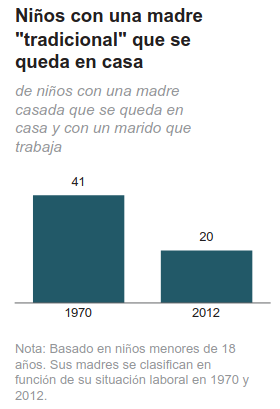 Niños con una madre
"tradicional" que se
queda en casa
de niños con una madre
casada que se queda en
casa y con un marido que
trabaja
41
20
1970
2012
Nota: Basado en niños menores de 18
años. Sus madres se clasifican en
función de su situación laboral en 1970 y
2012.